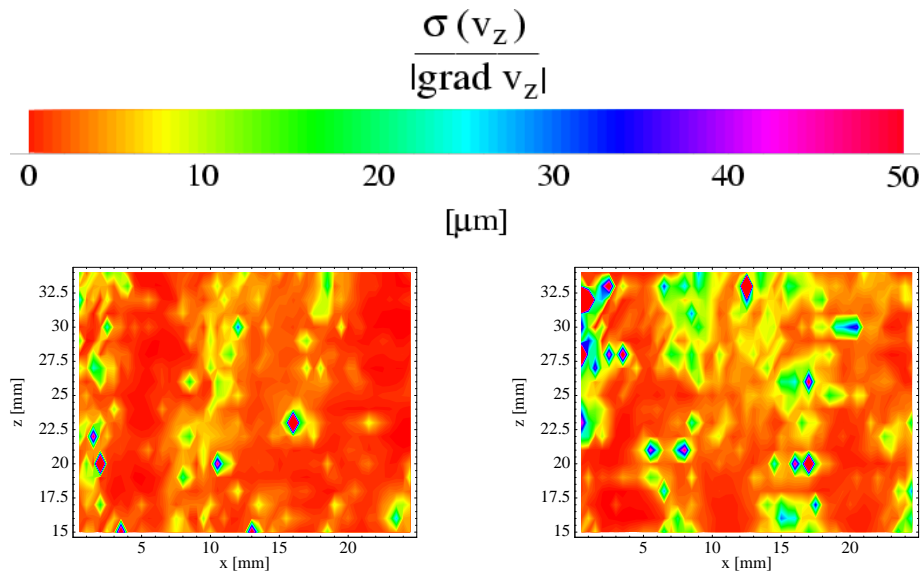 σ (v_z)
|grad v_z|
0 10 20 30 40 50
[μm]
32.5 32.5
30 30
27.5 27.5
z [mm] 25 z [mm] 25
22.5 22.5
20 20
17.5 17.5
15 15
5 10 15 20 5 10 15 20
x [mm] x [mm]